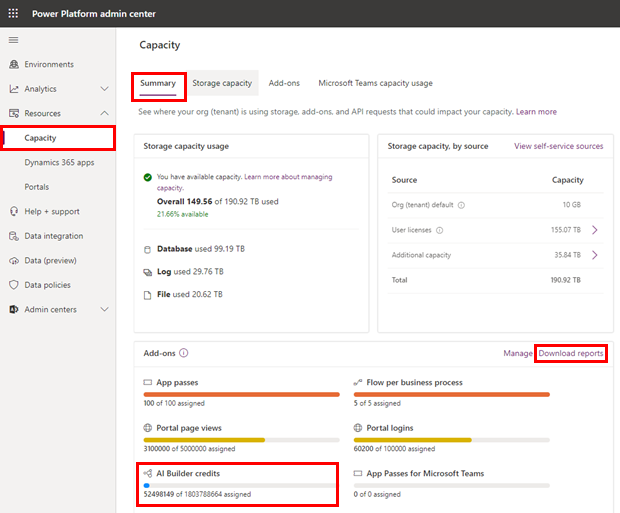 Power Platform admin center
Capacity
Environments
Analytics
Resources
Capacity
Dynamics 365 apps
Portals
Help + support
Data integration
Data (preview)
Data policies
Admin centers
Summary
Storage capacity
Add-ons
Microsoft Teams capacity usage
See where your org (tenant) is using storage, add-ons, and API requests that could impact your capacity. Learn more
Storage capacity usage
You have available capacity. Learn more about managing
capacity.
Overall 149.56 of 190.92 TB used
21.66% available
Database used 99.19 TB
Log used 29.76 TB
File used 20.62 TB
Storage capacity, by source
View self-service sources
Source Capacity
Org (tenant) default 10 GB
User licenses 155.07 TB
Additional capacity 35.84 TB
Total 190.92 TB
Add-ons
Manage Download reports
App passes
100 of 100 assigned
Flow per business process
5 of 5 assigned
Portal page views
3100000 of 5000000 assigned
Portal logins
60200 of 100000 assigned
AI Builder credits
52498149 of 1803788664 assigned
App Passes for Microsoft Teams
0 of 0 assigned